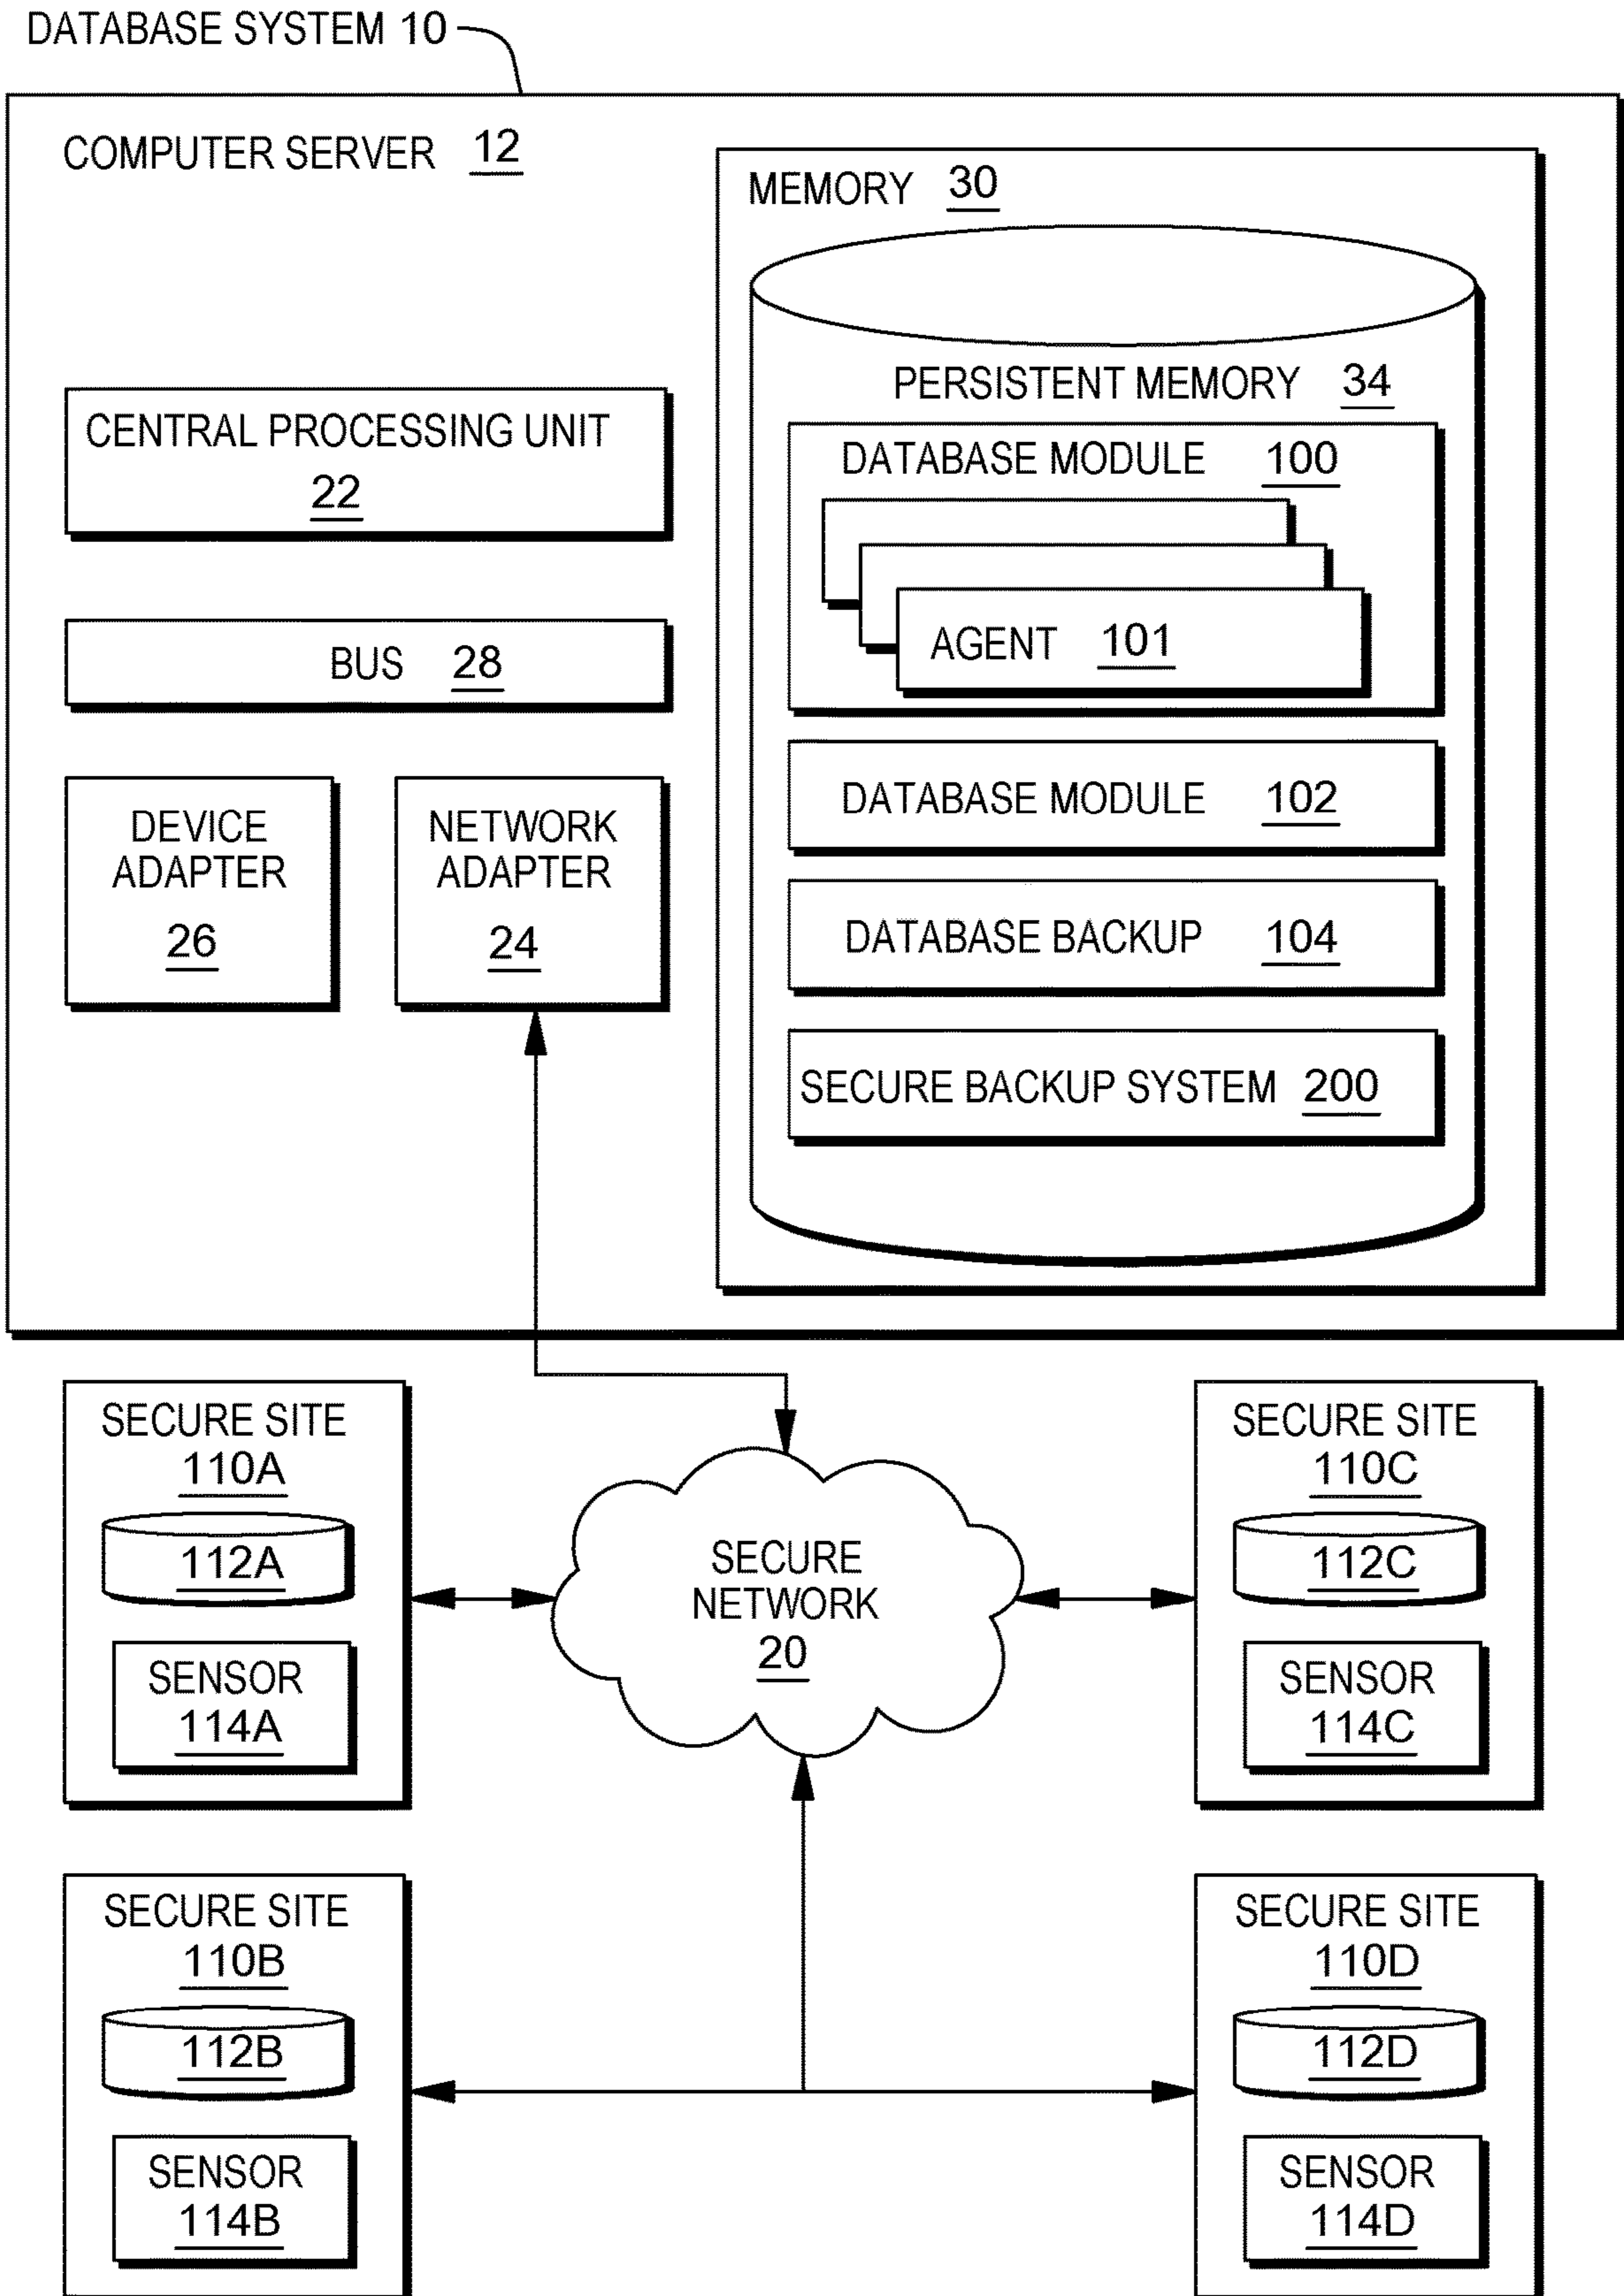 DATABASE SYSTEM 10
COMPUTER SERVER 12
CENTRAL PROCESSING UNIT
22
BUS 28
DEVICE
ADAPTER
26
NETWORK
ADAPTER
24
MEMORY 30
PERSISTENT MEMORY 34
DATABASE MODULE 100
AGENT 101
DATABASE MODULE 102
DATABASE BACKUP 104
SECURE BACKUP SYSTEM 200
SECURE SITE
110A
112A
SENSOR
114A
SECURE
NETWORK
20
SECURE SITE
110C
112C
SENSOR
114C
SECURE SITE
110B
112B
SENSOR
114B
SECURE SITE
110D
112D
SENSOR
114D